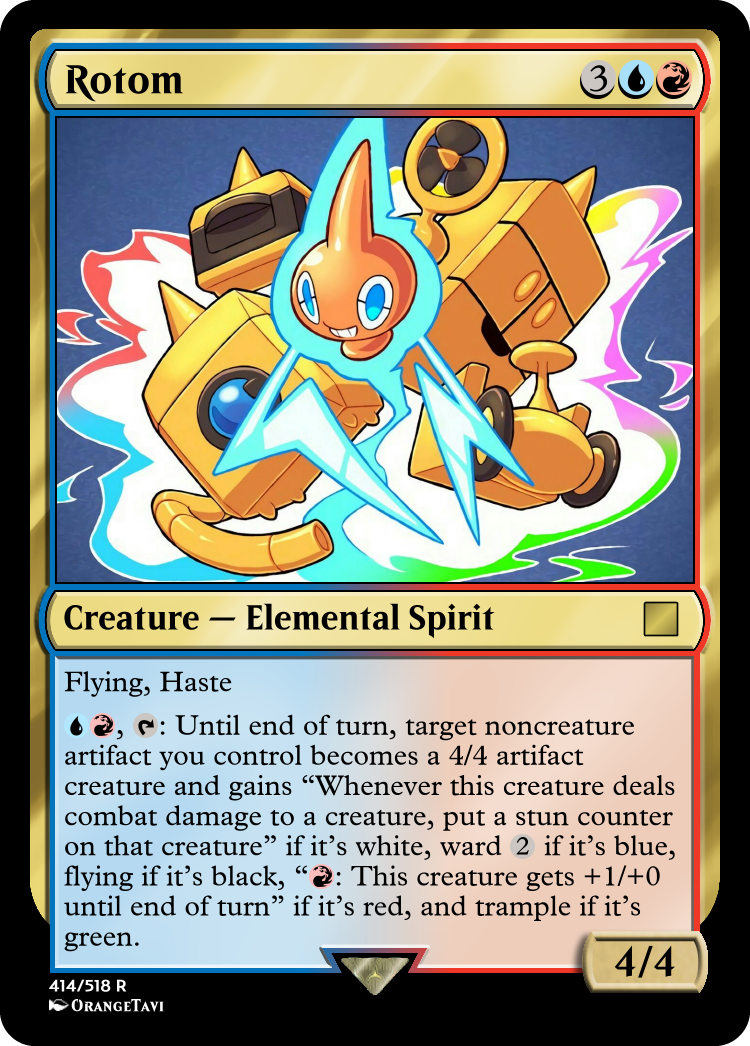 Rotom
3
Creature — Elemental Spirit
Flying, Haste
, : Until end of turn, target noncreature
artifact you control becomes a 4/4 artifact
creature and gains “Whenever this creature deals
combat damage to a creature, put a stun counter
on that creature” if it’s white, ward 2 if it’s blue,
flying if it’s black, “: This creature gets +1/+0
until end of turn” if it’s red, and trample if it’s
green.
4/4
414/518 R
OrangeTavi